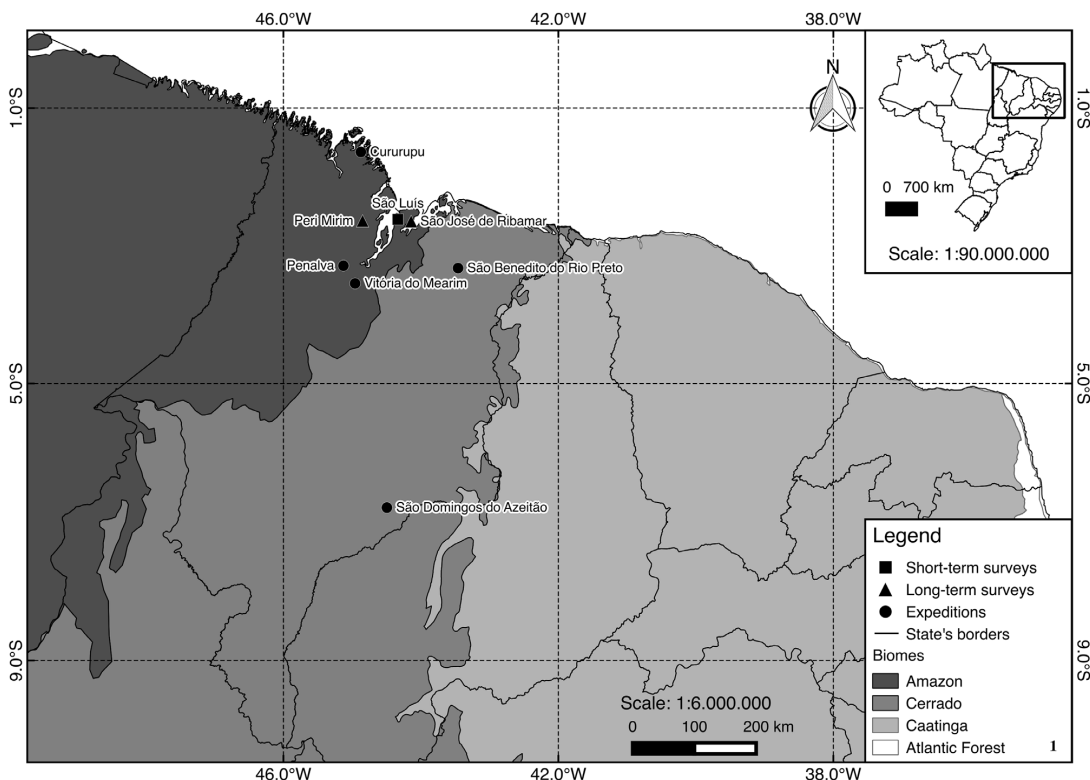 46.0°W
42.0°W
38.0°W
N
1.0°S
1.0°S
0 700 km
Scale: 1:90.000.000
Cururupu
São Luís
Peri Mirim
São José de Ribamar
Penalva
São Benedito do Rio Preto
Vitória do Mearim
5.0°S
5.0°S
São Domingos do Azeitão
Legend
Short-term surveys
Long-term surveys
Expeditions
State's borders
Biomes
Amazon
Cerrado
Caatinga
Atlantic Forest
1
9.0°S
9.0°S
Scale: 1:6.000.000
0 100 200 km
46.0°W
42.0°W
38.0°W